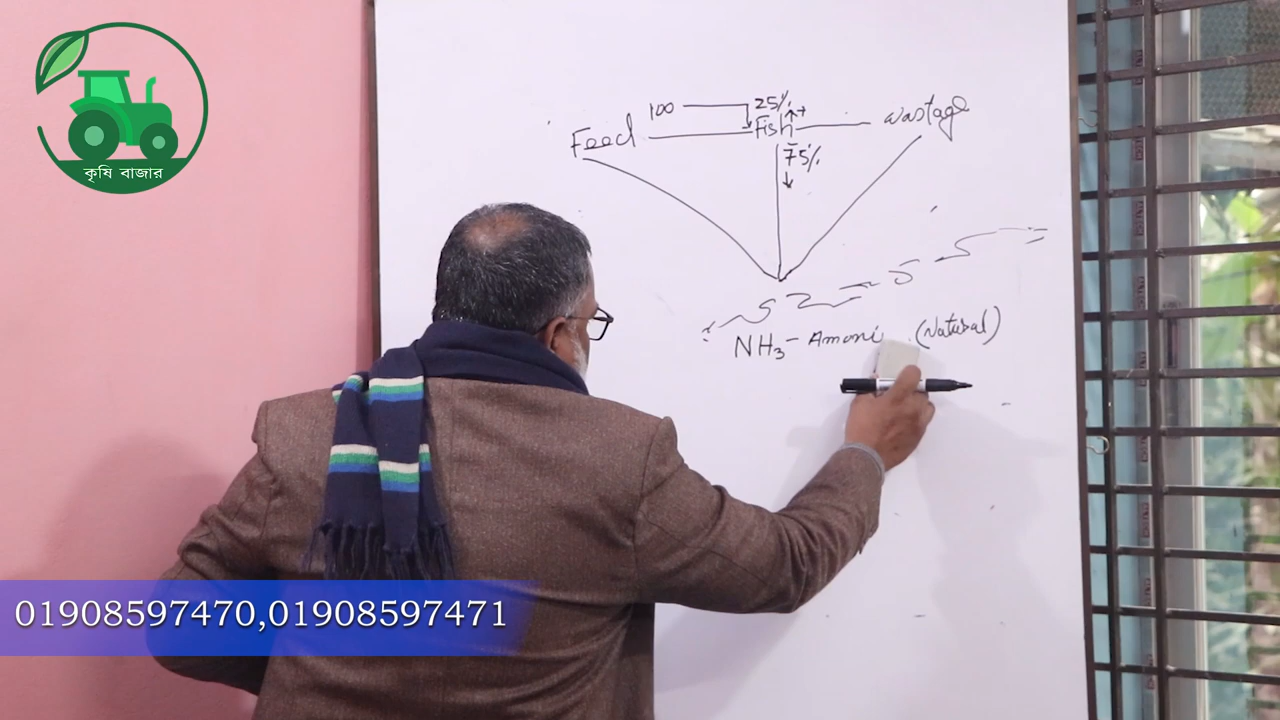 কৃষি বাজার
100 25% +
Feed Fish wastage
75%
NH3 - Amoni (Natural)
01908597470,01908597471